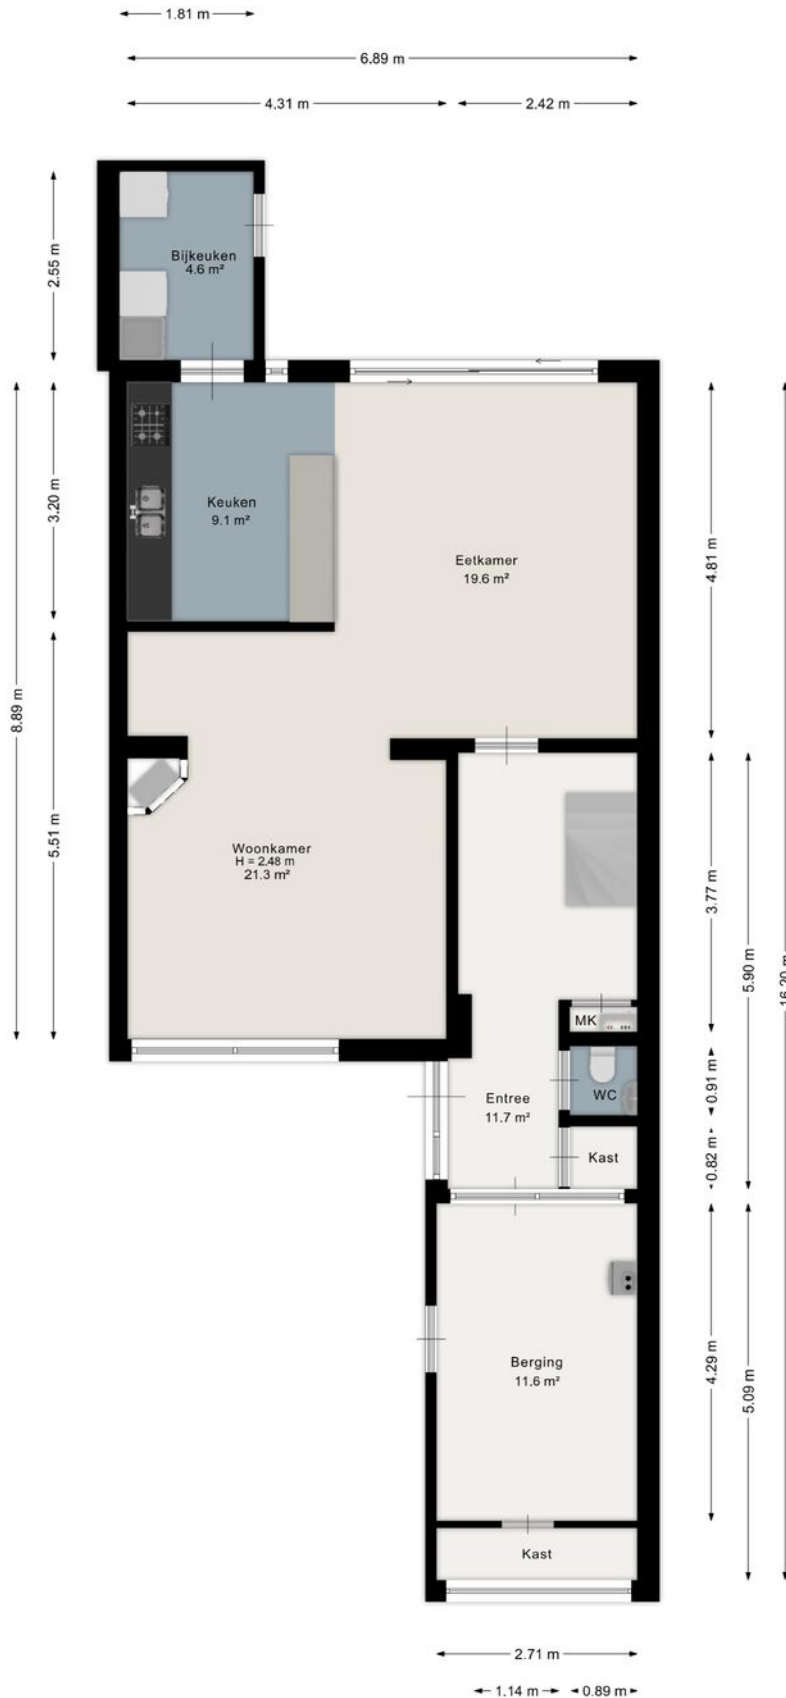 1.81 m
6.89 m
4.31 m
2.42 m
2.55 m
Bijkeuken
4.6 m²
3.20 m
Keuken
9.1 m²
Eetkamer
19.6 m²
4.81 m
8.89 m
5.51 m
Woonkamer
H = 2.48 m
21.3 m²
3.77 m
5.90 m
16.20 m
MK
WC
0.91 m
Entree
11.7 m²
Kast
0.82 m
Berging
11.6 m²
4.29 m
5.09 m
Kast
2.71 m
1.14 m
0.89 m